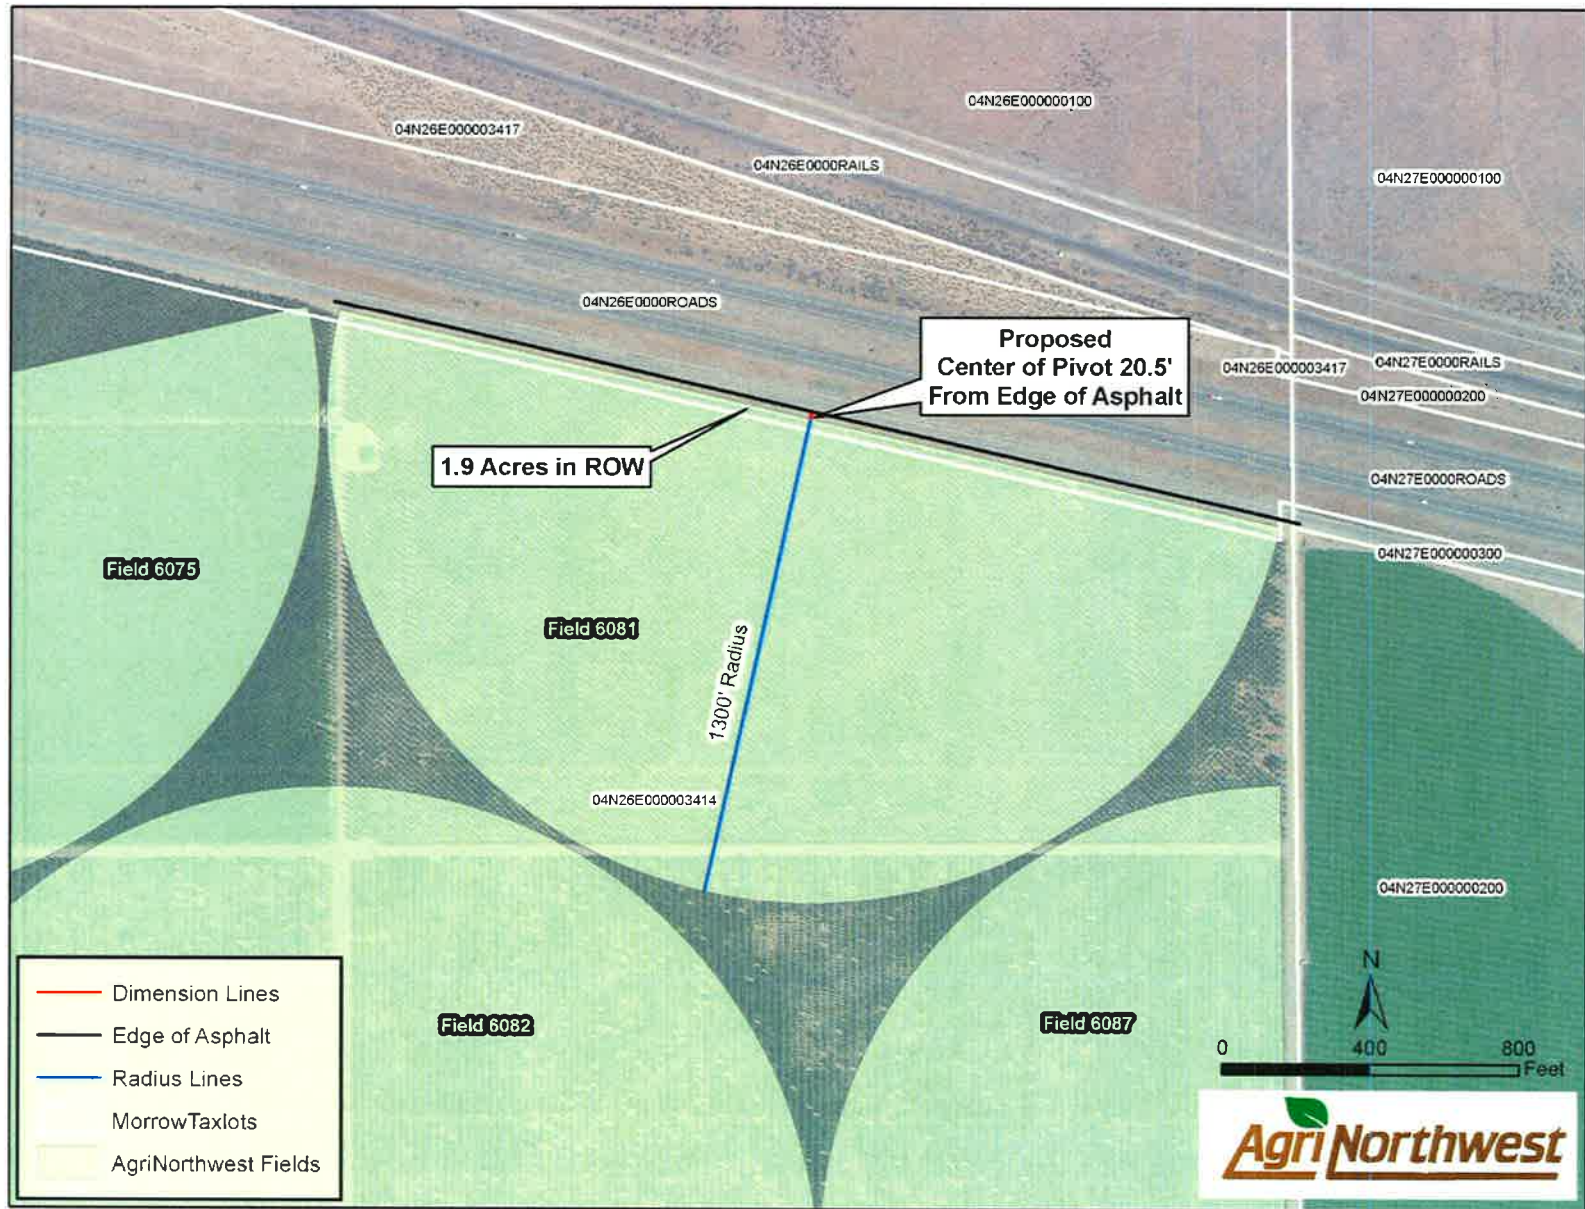 04N26E000000100
04N26E000003417
04N26E0000RAILS
04N27E000000100
04N26E0000ROADS
Proposed
Center of Pivot 20.5'
From Edge of Asphalt
04N26E000003417
04N27E0000RAILS
04N27E000000200
1.9 Acres in ROW
04N27E0000ROADS
04N27E000000300
Field 6075
Field 6081
1300' Radius
04N26E000003414
04N27E000000200
N
Dimension Lines
Edge of Asphalt
Radius Lines
MorrowTaxlots
AgriNorthwest Fields
Field 6082
Field 6087
0 400 800
Feet
AgriNorthwest